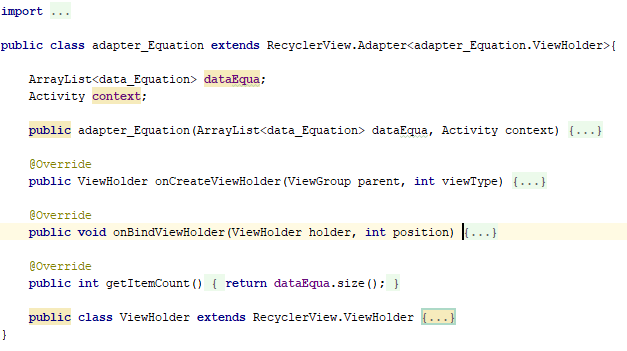 import ...
public class adapter_Equation extends RecyclerView.Adapter<adapter_Equation.ViewHolder>{
ArrayList<data_Equation> dataEqua;
Activity context;
public adapter_Equation(ArrayList<data_Equation> dataEqua, Activity context) {...}
@Override
public ViewHolder onCreateViewHolder(ViewGroup parent, int viewType) {...}
@Override
public void onBindViewHolder(ViewHolder holder, int position) {...}
@Override
public int getItemCount() { return dataEqua.size(); }
public class ViewHolder extends RecyclerView.ViewHolder {...}
}